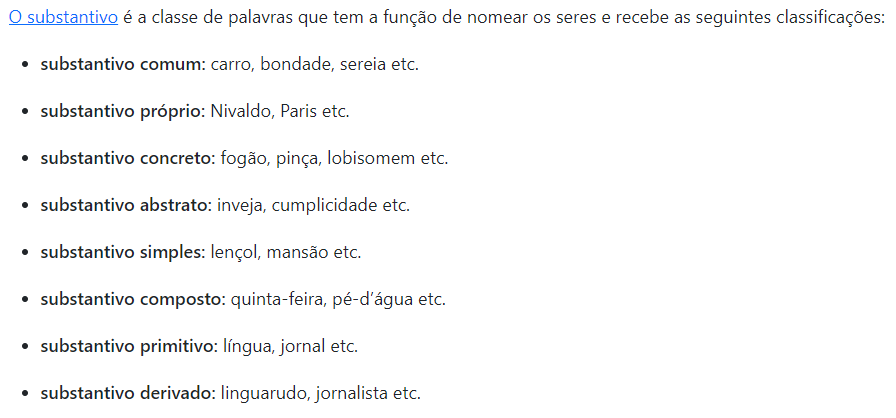 O substantivo é a classe de palavras que tem a função de nomear os seres e recebe as seguintes classificações:
• substantivo comum: carro, bondade, sereia etc.
• substantivo próprio: Nivaldo, Paris etc.
• substantivo concreto: fogão, pinça, lobisomem etc.
• substantivo abstrato: inveja, cumplicidade etc.
• substantivo simples: lençol, mansão etc.
• substantivo composto: quinta-feira, pé-d’água etc.
• substantivo primitivo: língua, jornal etc.
• substantivo derivado: linguarudo, jornalista etc.